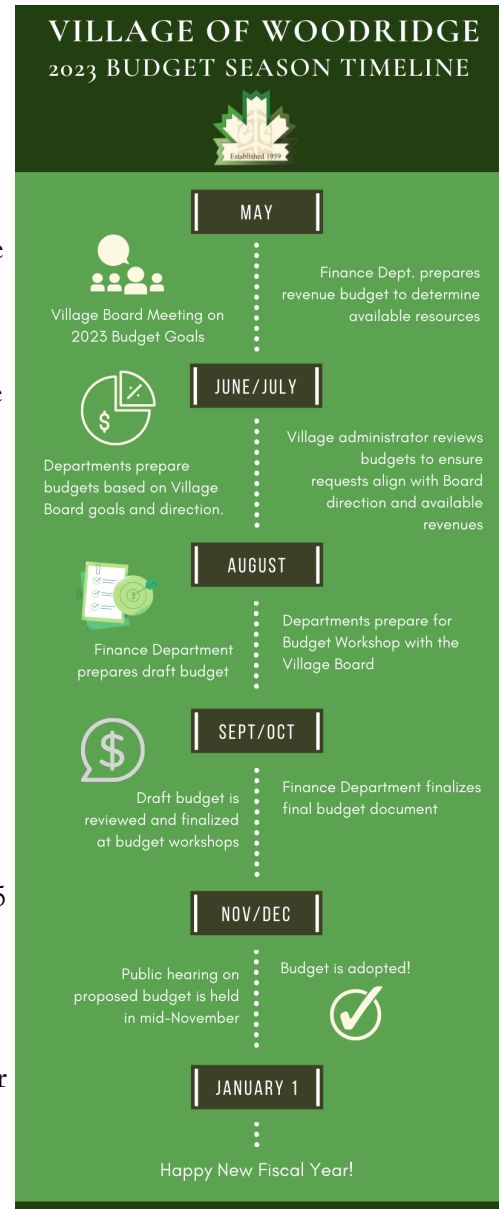 VILLAGE OF WOODRIDGE
2023 BUDGET SEASON TIMELINE
Established 1959
MAY
Village Board Meeting on
2023 Budget Goals
Finance Dept. prepares
revenue budget to determine
available resources
JUNE/JULY
%
$
Departments prepare
budgets based on Village
Board goals and direction.
Village administrator reviews
budgets to ensure
requests align with Board
direction and available
revenues
AUGUST
Finance Department
prepares draft budget
Departments prepare for
Budget Workshop with the
Village Board
SEPT/OCT
$
Draft budget is
reviewed and finalized
at budget workshops
Finance Department finalizes
final budget document
NOV/DEC
Public hearing on
proposed budget is held
in mid-November
Budget is adopted!
JANUARY 1
Happy New Fiscal Year!